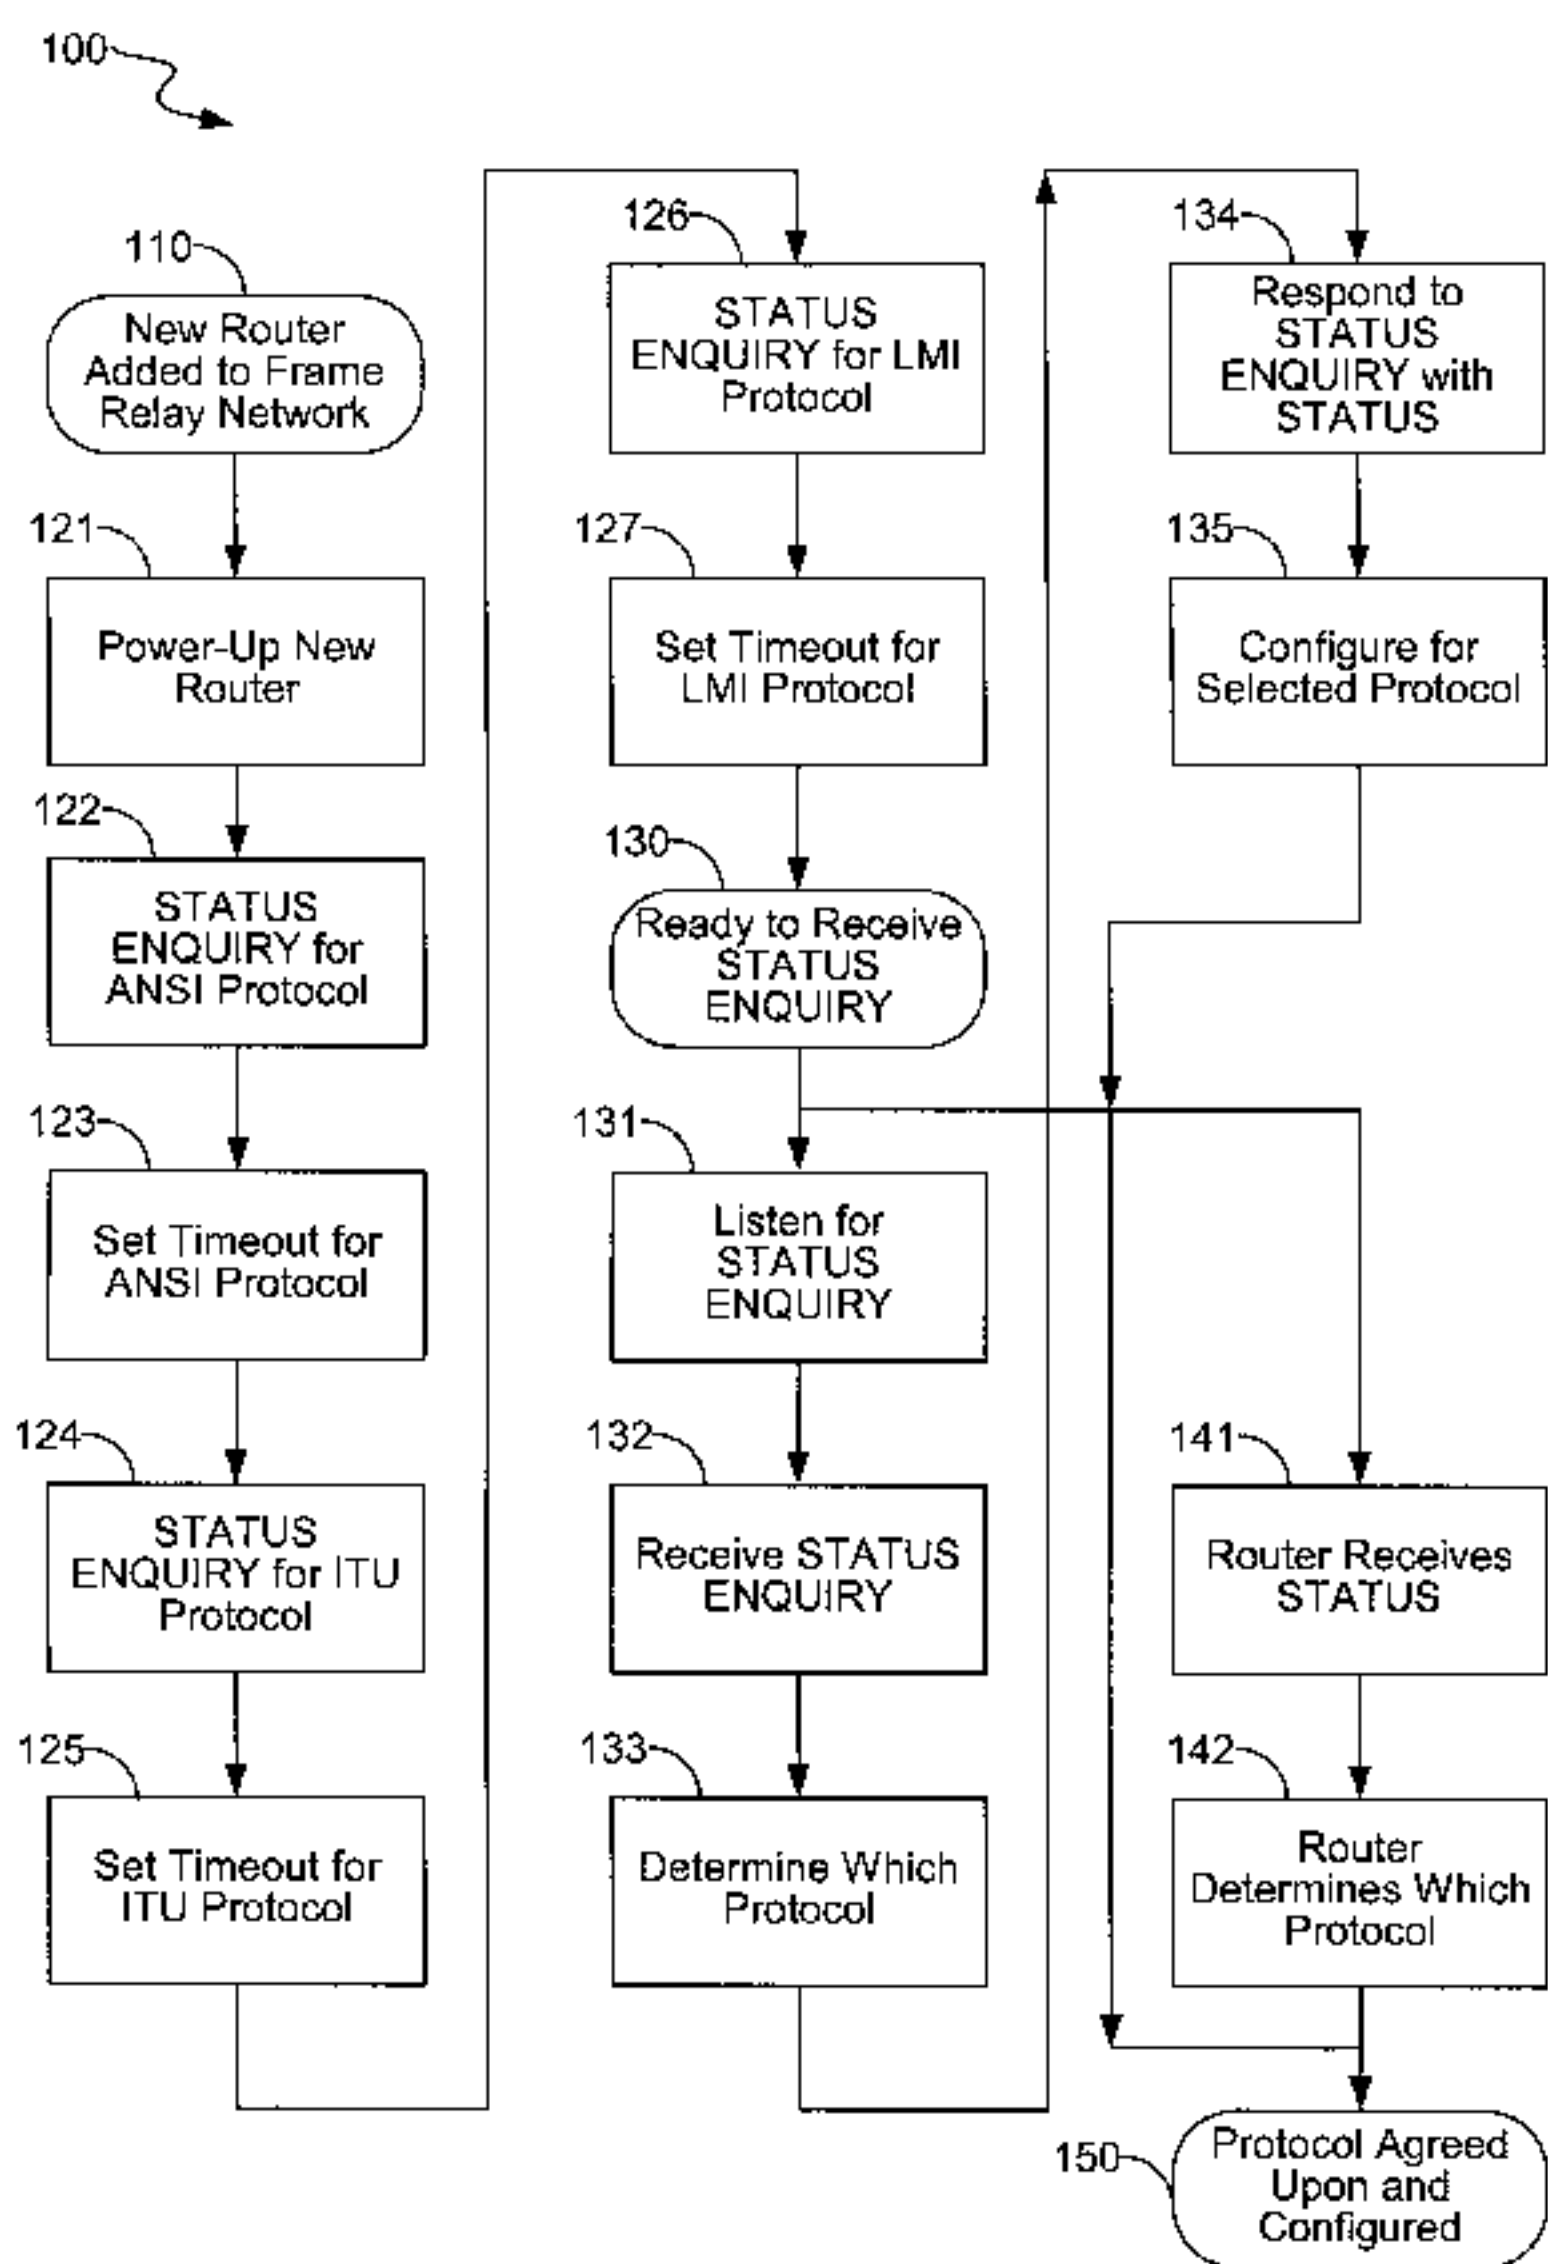 100
110
New Router
Added to Frame
Relay Network
121
Power-Up New
Router
122
STATUS
ENQUIRY for
ANSI Protocol
123
Set Timeout for
ANSI Protocol
124
STATUS
ENQUIRY for ITU
Protocol
125
Set Timeout for
ITU Protocol
126
STATUS
ENQUIRY for LMI
Protocol
127
Set Timeout for
LMI Protocol
130
Ready to Receive
STATUS
ENQUIRY
131
Listen for
STATUS
ENQUIRY
132
Receive STATUS
ENQUIRY
133
Determine Which
Protocol
134
Respond to
STATUS
ENQUIRY with
STATUS
135
Configure for
Selected Protocol
141
Router Receives
STATUS
142
Router
Determines Which
Protocol
150
Protocol Agreed
Upon and
Configured